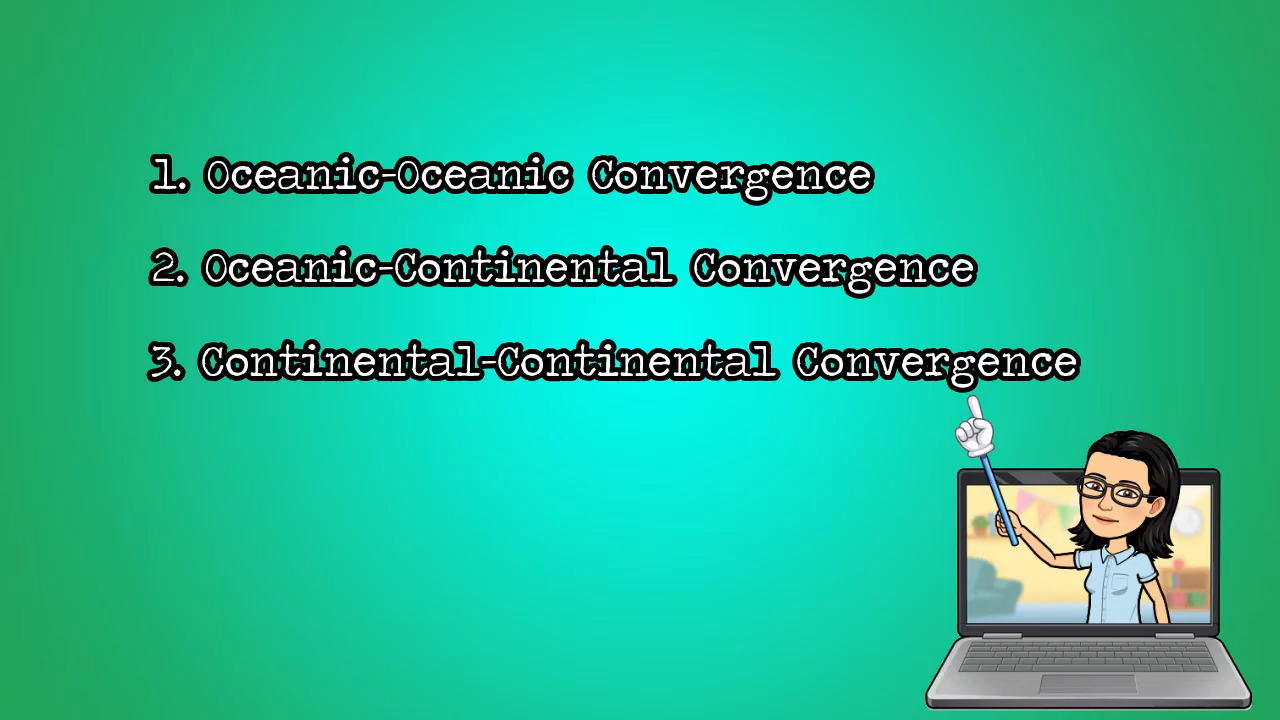 1. Oceanic-Oceanic Convergence
2. Oceanic-Continental Convergence
3. Continental-Continental Convergence